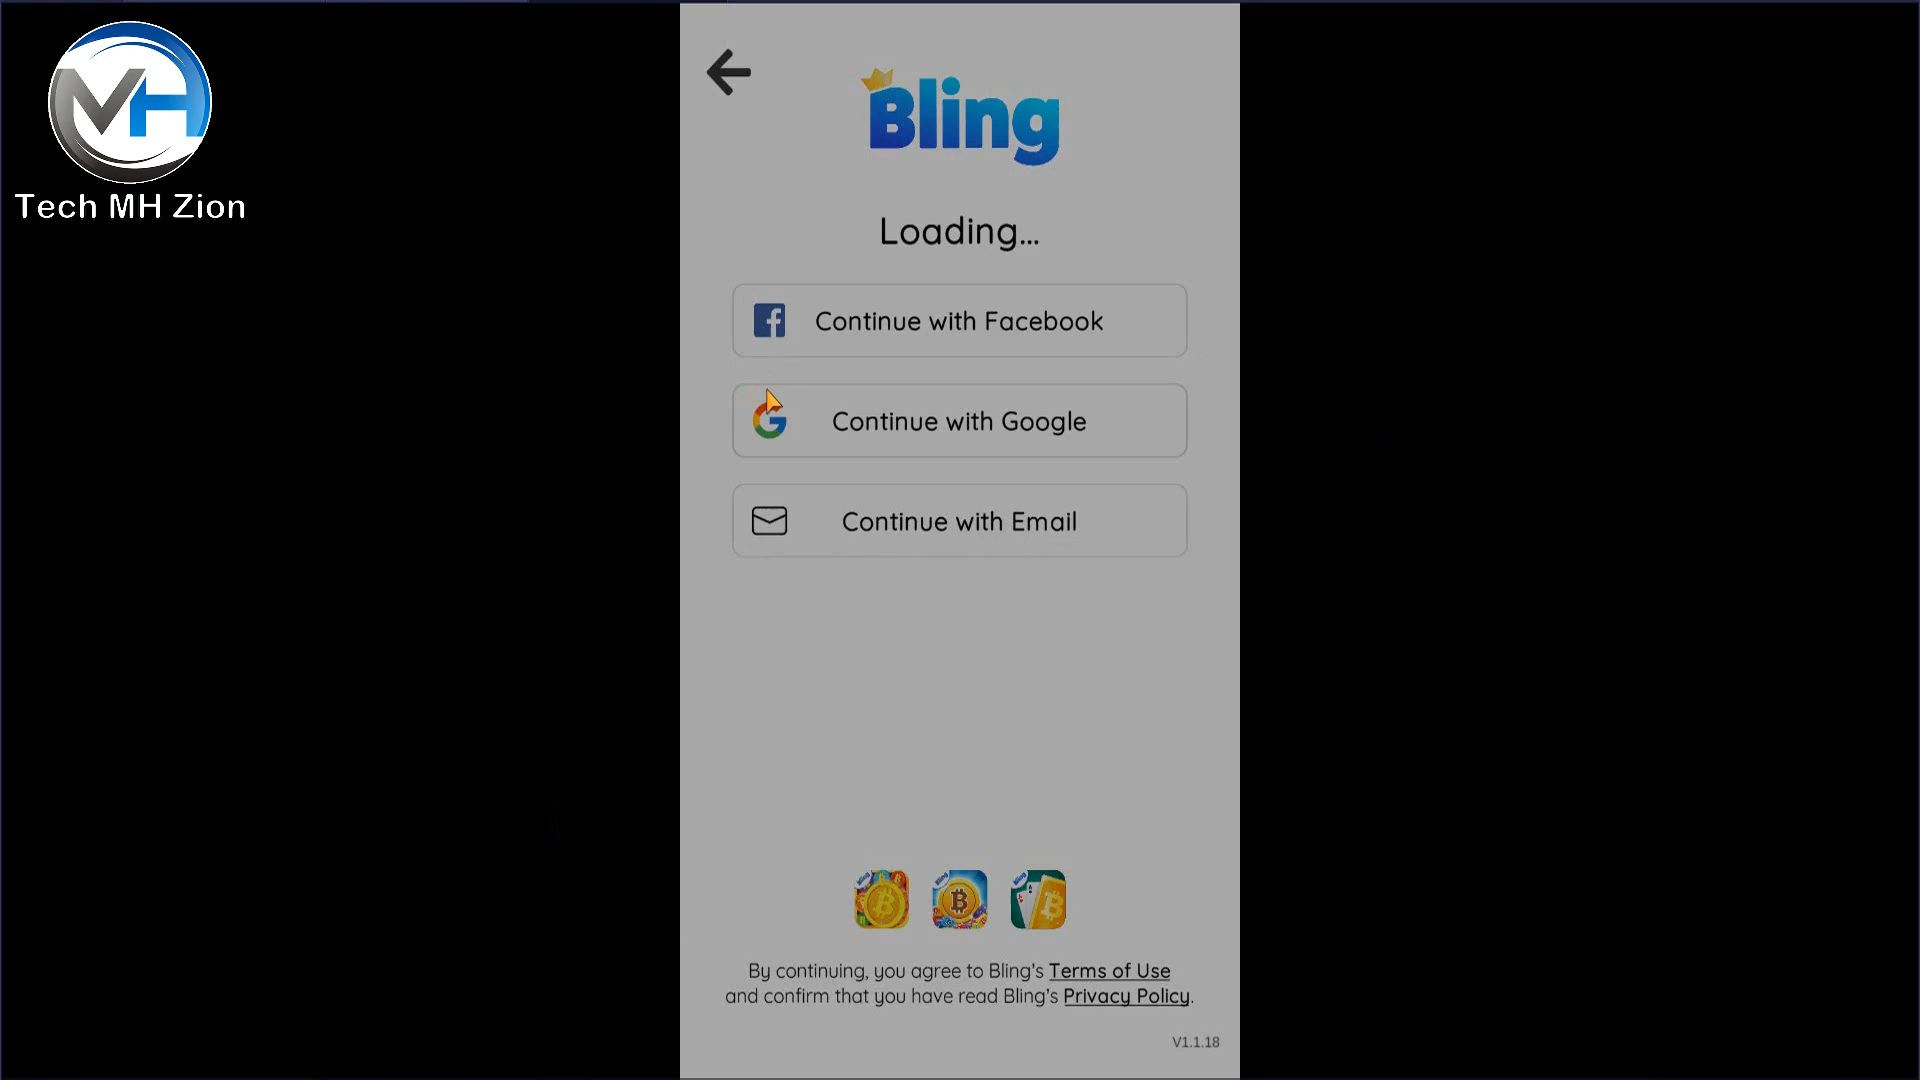 MH
Tech MH Zion
Bling
Loading...
Continue with Facebook
Continue with Google
Continue with Email
By continuing, you agree to Bling's Terms of Use
and confirm that you have read Bling's Privacy Policy.
V1.1.18